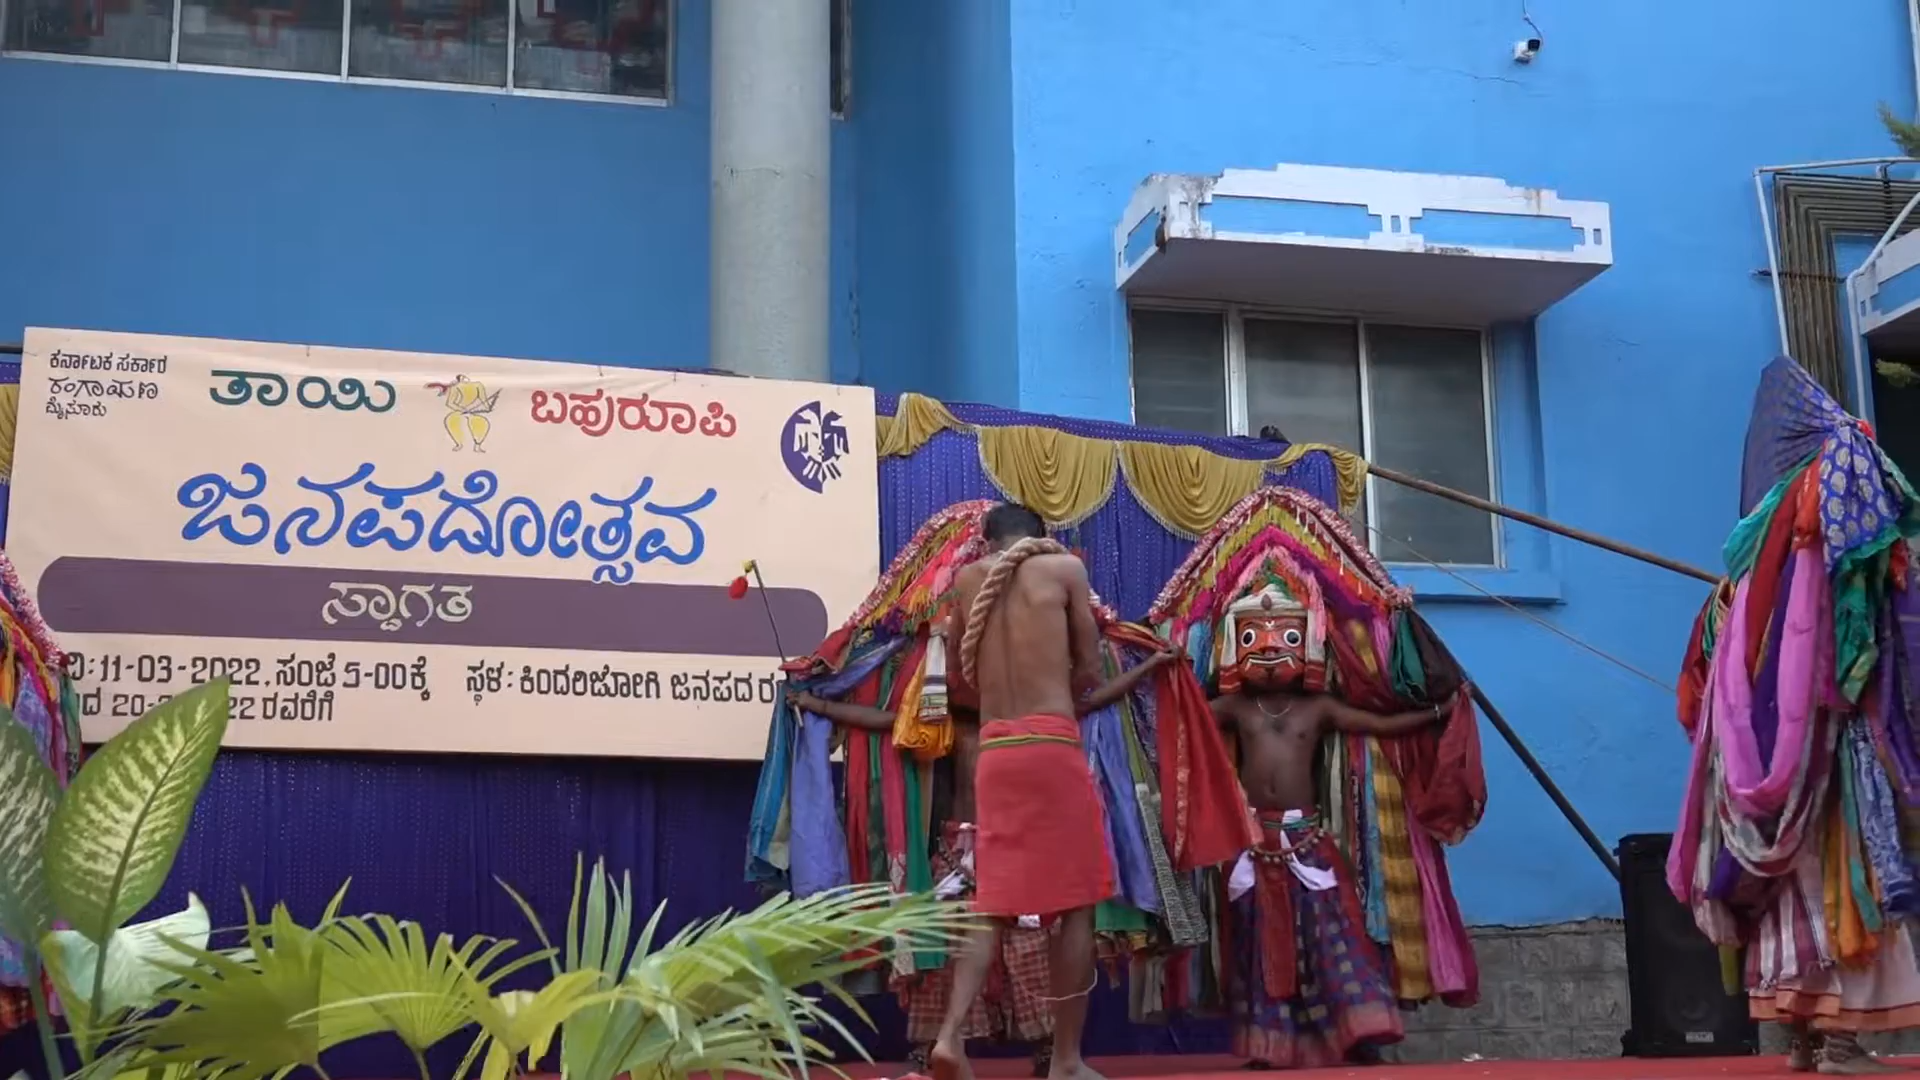 ಕರ್ನಾಟಕ ಸರ್ಕಾರ
ರಂಗಾಯಣ
ಮೈಸೂರು
ತಾಯಿ ಬಹುರೂಪಿ
ಜನಪದೋತ್ಸವ
ಸ್ವಾಗತ
ದಿ: 11-03-2022, ಸಂಜೆ 5-00ಕ್ಕೆ ಸ್ಥಳ: ಕಿಂದರಿಜೋಗಿ ಜನಪದ
ರವರೆಗೆ